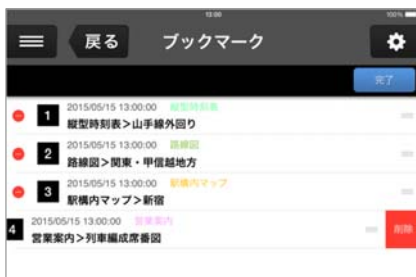 13:00 100%
戻る ブックマーク
完了
1 2015/05/15 13:00:00 縦型時刻表
縦型時刻表>山手線外回り
2 2015/05/15 13:00:00 路線図
路線図>関東・甲信越地方
3 2015/05/15 13:00:00 駅構内マップ
駅構内マップ>新宿
4 2015/05/15 13:00:00 営業案内
営業案内>列車編成席番図
削除